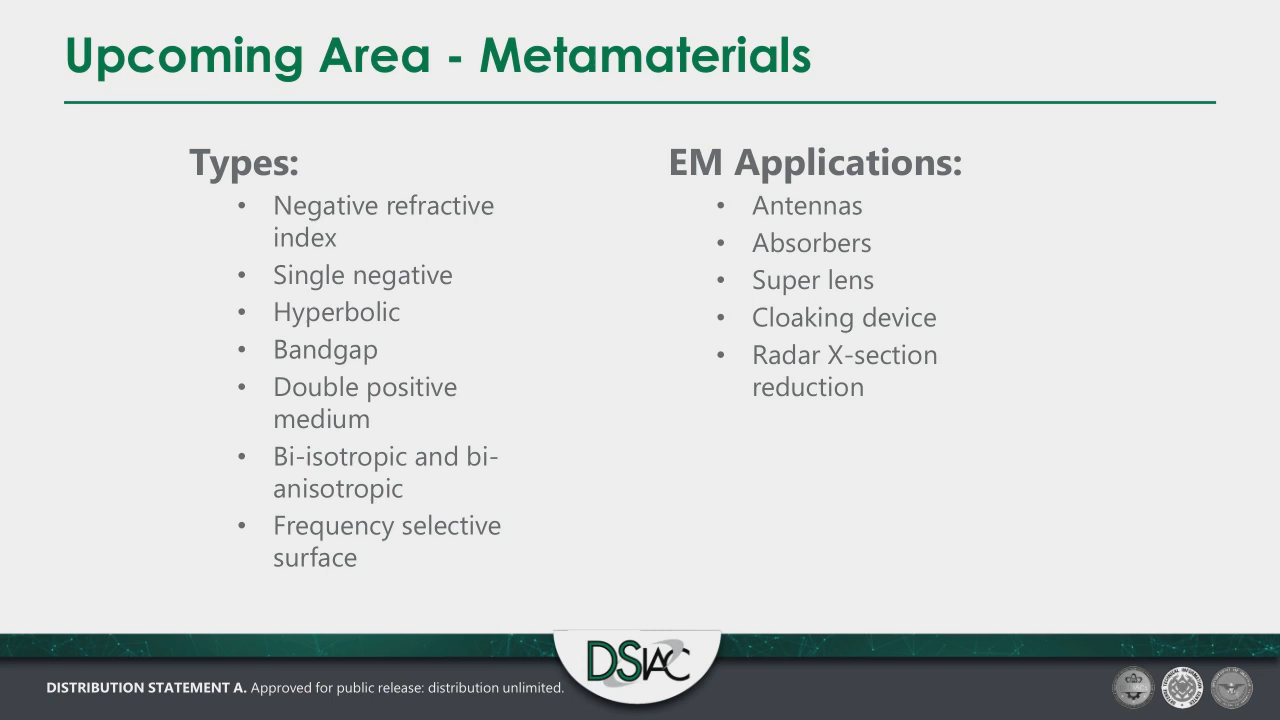 Upcoming Area - Metamaterials
Types:
• Negative refractive
index
• Single negative
• Hyperbolic
• Bandgap
• Double positive
medium
• Bi-isotropic and bi-
anisotropic
• Frequency selective
surface
EM Applications:
• Antennas
• Absorbers
• Super lens
• Cloaking device
• Radar X-section
reduction
DSIAC
DISTRIBUTION STATEMENT A. Approved for public release: distribution unlimited.